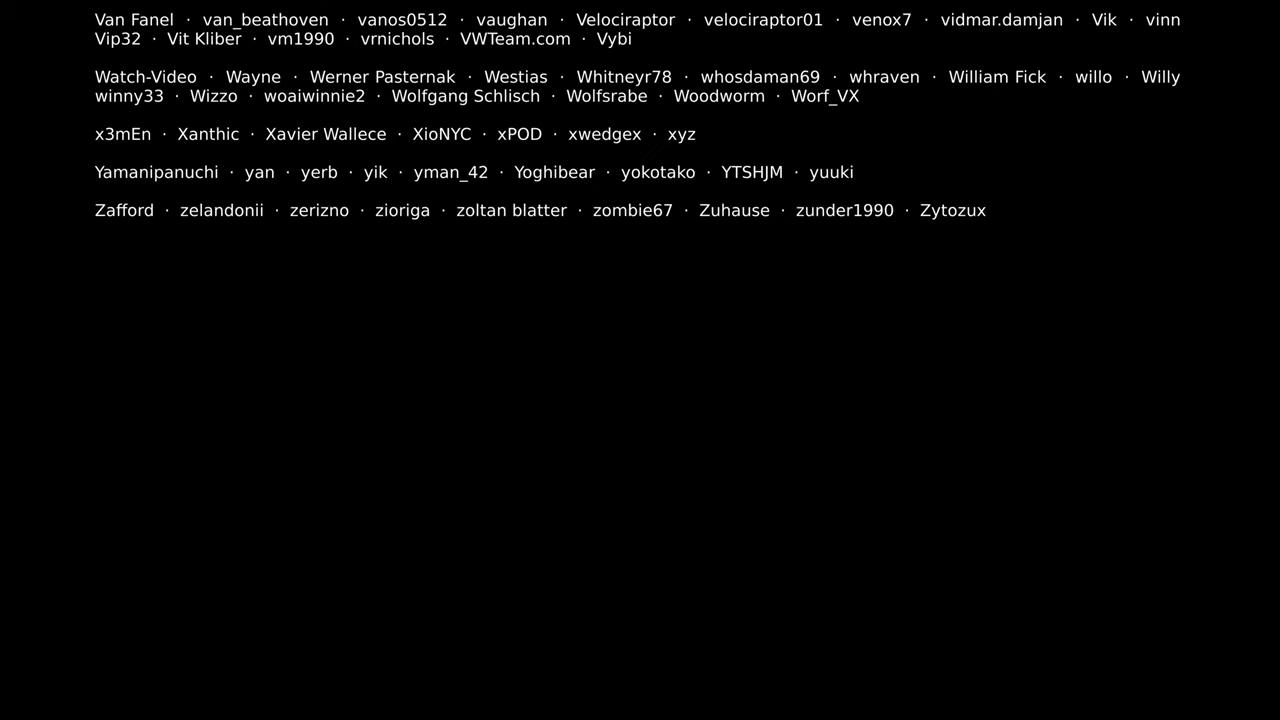 Van Fanel · van_beathoven · vanos0512 · vaughan · Velociraptor · velociraptor01 · venox7 · vidmar.damjan · Vik · vinn
Vip32 · Vit Kliber · vm1990 · vrnichols · VWTeam.com · Vybi
Watch-Video · Wayne · Werner Pasternak · Westias · Whitneyr78 · whosdaman69 · whraven · William Fick · willo · Willy
winny33 · Wizzo · woaiwinnie2 · Wolfgang Schlisch · Wolfsrabe · Woodworm · Worf_VX
x3mEn · Xanthic · Xavier Wallece · XioNYC · xPOD · xwedgex · xyz
Yamanipanuchi · yan · yerb · yik · yman_42 · Yoghibear · yokotako · YTSHJM · yuuki
Zafford · zelandonii · zerizno · zioriga · zoltan blatter · zombie67 · Zuhause · zunder1990 · Zytozux